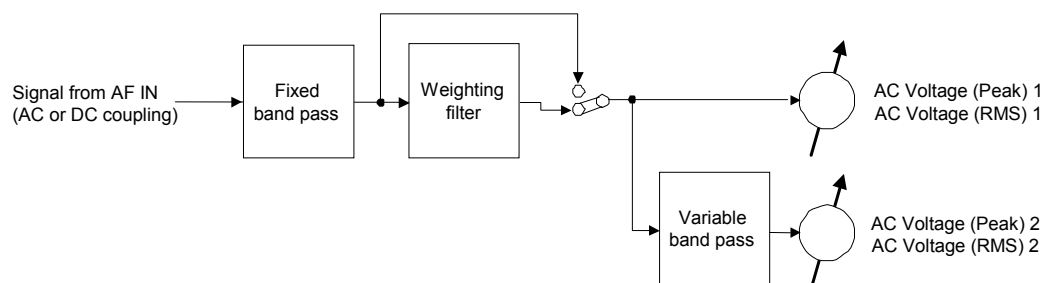 Signal from AF IN
(AC or DC coupling)
Fixed
band pass
Weighting
filter
AC Voltage (Peak) 1
AC Voltage (RMS) 1
Variable
band pass
AC Voltage (Peak) 2
AC Voltage (RMS) 2